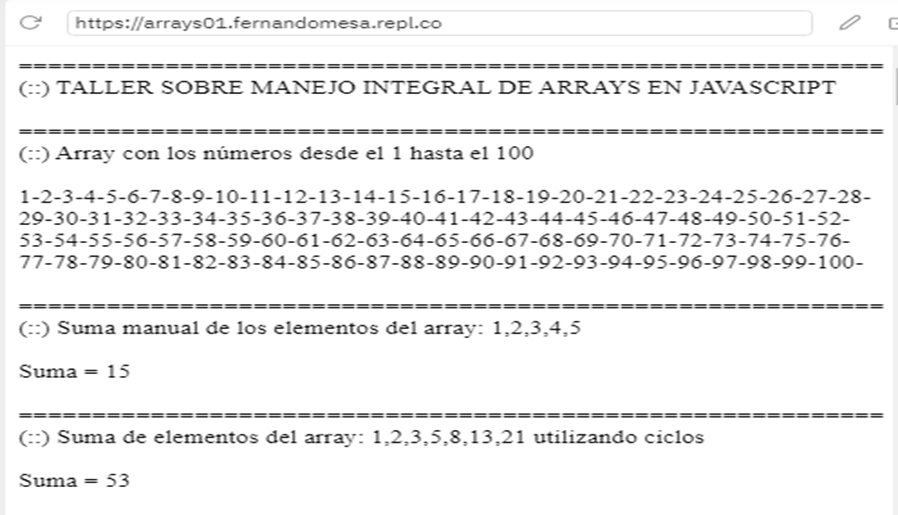 https://arrays01.fernandomesa.repl.co
===========================================================
(::) TALLER SOBRE MANEJO INTEGRAL DE ARRAYS EN JAVASCRIPT
===========================================================
(::) Array con los números desde el 1 hasta el 100
1-2-3-4-5-6-7-8-9-10-11-12-13-14-15-16-17-18-19-20-21-22-23-24-25-26-27-28-
29-30-31-32-33-34-35-36-37-38-39-40-41-42-43-44-45-46-47-48-49-50-51-52-
53-54-55-56-57-58-59-60-61-62-63-64-65-66-67-68-69-70-71-72-73-74-75-76-
77-78-79-80-81-82-83-84-85-86-87-88-89-90-91-92-93-94-95-96-97-98-99-100-
===========================================================
(::) Suma manual de los elementos del array: 1,2,3,4,5
Suma = 15
===========================================================
(::) Suma de elementos del array: 1,2,3,5,8,13,21 utilizando ciclos
Suma = 53